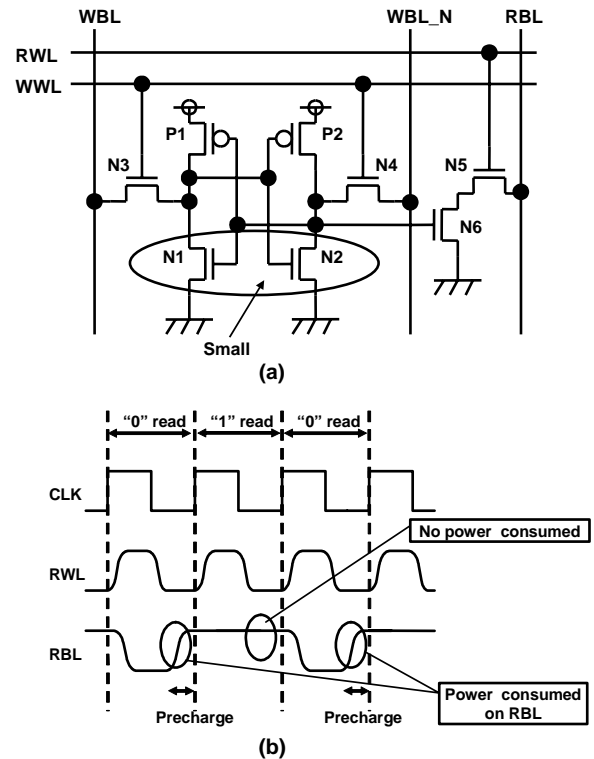 WBL WBL_N RBL
RWL
WWL
P1 P2
N3 N4 N5
N6
N1 N2
Small
(a)
“0” read “1” read “0” read
CLK
No power consumed
RWL
RBL
Power consumed
on RBL
Precharge Precharge
(b)